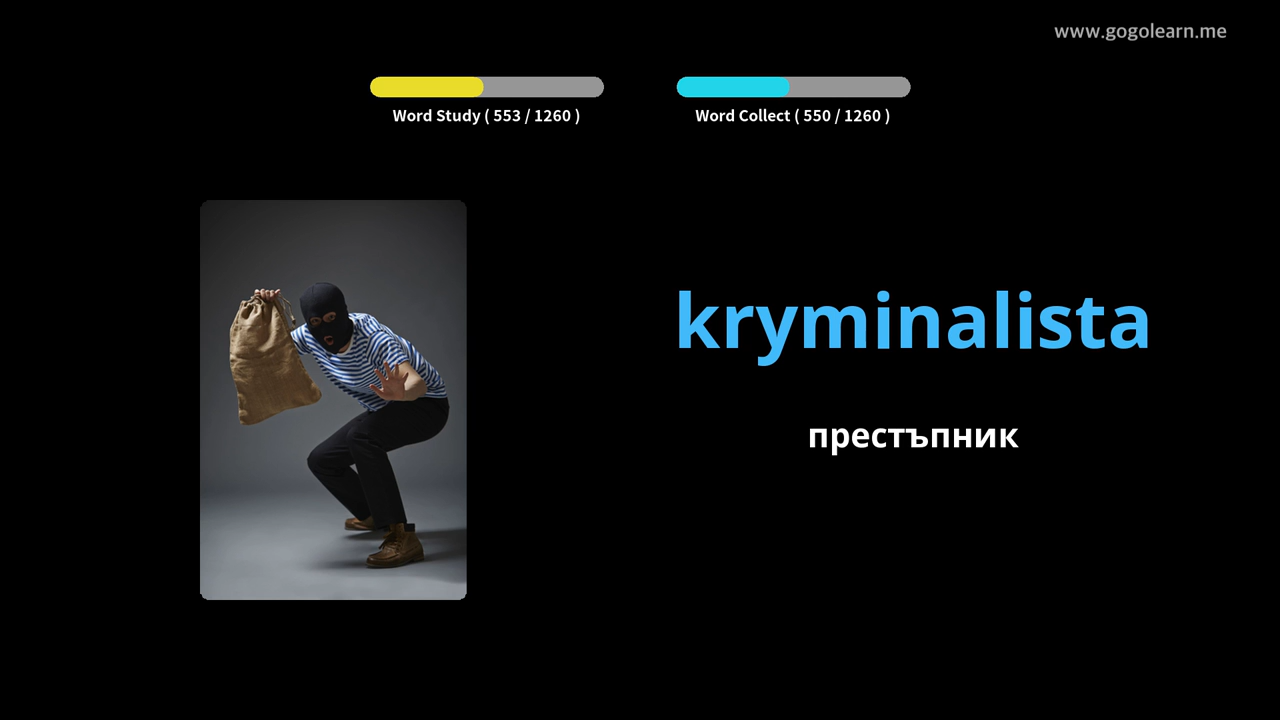 www.gogolearn.me
Word Study ( 553 / 1260 )
Word Collect ( 550 / 1260 )
kryminalista
престъпник